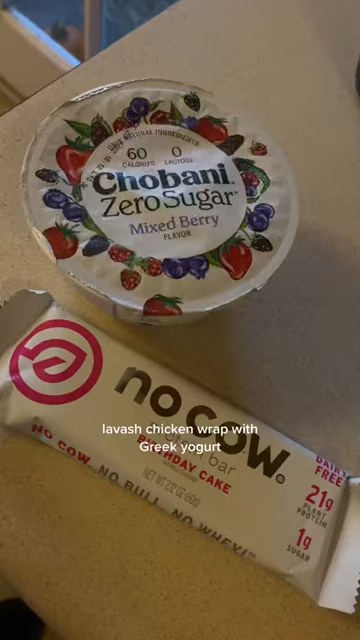 ONLY NATURAL INGREDIENTS
60 0
CALORIES LACTOSE
Chobani®
Zero Sugar*
Mixed Berry
FLAVOR
no cow®
bar
BIRTHDAY CAKE
NET WT 2.12 OZ (60g)
NO COW. NO BULL. NO WHEY!™
DAIRY
FREE
21g
PLANT
PROTEIN
1g
SUGAR
lavash chicken wrap with
Greek yogurt